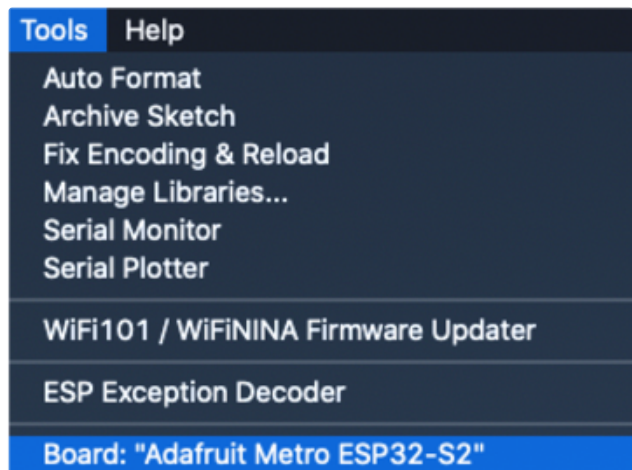 Tools Help
Auto Format
Archive Sketch
Fix Encoding & Reload
Manage Libraries...
Serial Monitor
Serial Plotter
WiFi101 / WiFiNINA Firmware Updater
ESP Exception Decoder
Board: "Adafruit Metro ESP32-S2"